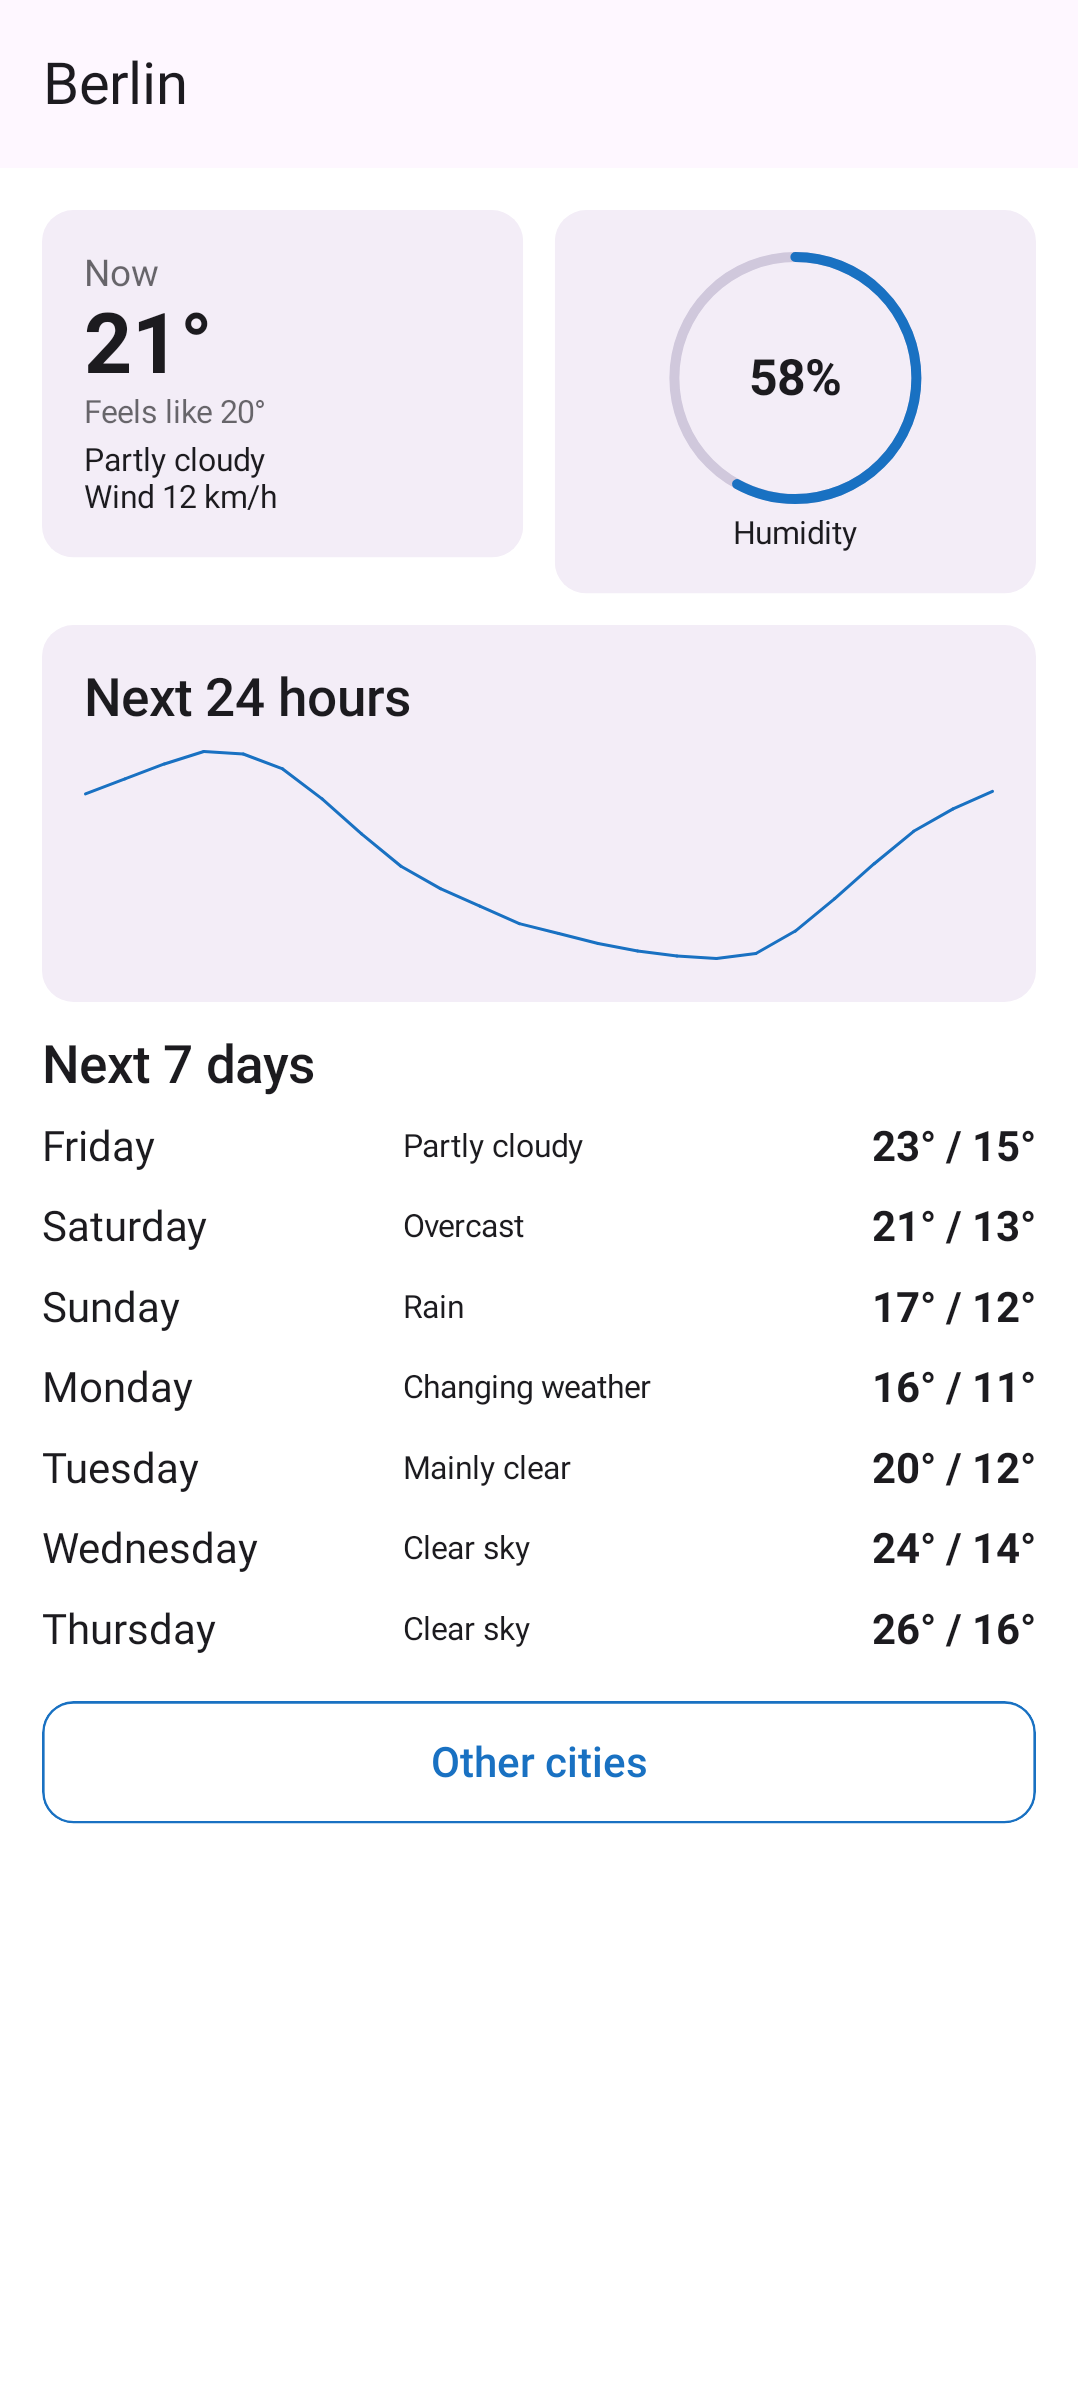 Berlin
Now
21°
Feels like 20°
Partly cloudy
Wind 12 km/h
58%
Humidity
Next 24 hours
Next 7 days
Friday Partly cloudy 23° / 15°
Saturday Overcast 21° / 13°
Sunday Rain 17° / 12°
Monday Changing weather 16° / 11°
Tuesday Mainly clear 20° / 12°
Wednesday Clear sky 24° / 14°
Thursday Clear sky 26° / 16°
Other cities